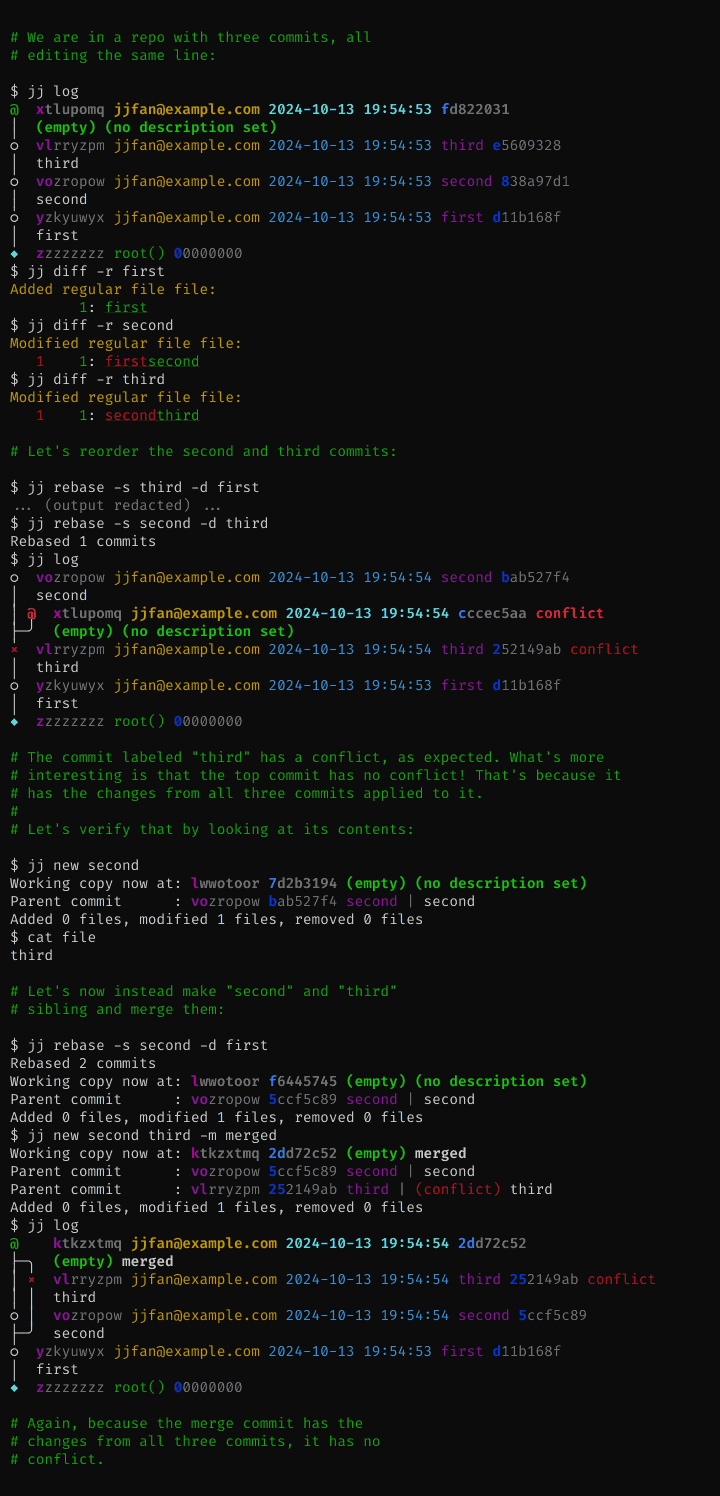 # We are in a repo with three commits, all
# editing the same line:
$ jj log
@  xtlupomq jjfan@example.com 2024-10-13 19:54:53 fd822031
│  (empty) (no description set)
○  vlrryzpm jjfan@example.com 2024-10-13 19:54:53 third e5609328
│  third
○  vozropow jjfan@example.com 2024-10-13 19:54:53 second 838a97d1
│  second
○  yzkyuwyx jjfan@example.com 2024-10-13 19:54:53 first d11b168f
│  first
◆  zzzzzzzz root() 00000000
$ jj diff -r first
Added regular file file:
        1: first
$ jj diff -r second
Modified regular file file:
   1    1: firstsecond
$ jj diff -r third
Modified regular file file:
   1    1: secondthird
# Let's reorder the second and third commits:
$ jj rebase -s third -d first
... (output redacted) ...
$ jj rebase -s second -d third
Rebased 1 commits
$ jj log
○  vozropow jjfan@example.com 2024-10-13 19:54:54 second bab527f4
│  second
│ @  xtlupomq jjfan@example.com 2024-10-13 19:54:54 cccec5aa conflict
├─╯  (empty) (no description set)
×  vlrryzpm jjfan@example.com 2024-10-13 19:54:54 third 252149ab conflict
│  third
○  yzkyuwyx jjfan@example.com 2024-10-13 19:54:53 first d11b168f
│  first
◆  zzzzzzzz root() 00000000
# The commit labeled "third" has a conflict, as expected. What's more
# interesting is that the top commit has no conflict! That's because it
# has the changes from all three commits applied to it.
#
# Let's verify that by looking at its contents:
$ jj new second
Working copy now at: lwwotoor 7d2b3194 (empty) (no description set)
Parent commit      : vozropow bab527f4 second | second
Added 0 files, modified 1 files, removed 0 files
$ cat file
third
# Let's now instead make "second" and "third"
# sibling and merge them:
$ jj rebase -s second -d first
Rebased 2 commits
Working copy now at: lwwotoor f6445745 (empty) (no description set)
Parent commit      : vozropow 5ccf5c89 second | second
Added 0 files, modified 1 files, removed 0 files
$ jj new second third -m merged
Working copy now at: ktkzxtmq 2dd72c52 (empty) merged
Parent commit      : vozropow 5ccf5c89 second | second
Parent commit      : vlrryzpm 252149ab third | (conflict) third
Added 0 files, modified 1 files, removed 0 files
$ jj log
@    ktkzxtmq jjfan@example.com 2024-10-13 19:54:54 2dd72c52
├─╮  (empty) merged
│ ×  vlrryzpm jjfan@example.com 2024-10-13 19:54:54 third 252149ab conflict
│ │  third
○ │  vozropow jjfan@example.com 2024-10-13 19:54:54 second 5ccf5c89
├─╯  second
○  yzkyuwyx jjfan@example.com 2024-10-13 19:54:53 first d11b168f
│  first
◆  zzzzzzzz root() 00000000
# Again, because the merge commit has the
# changes from all three commits, it has no
# conflict.